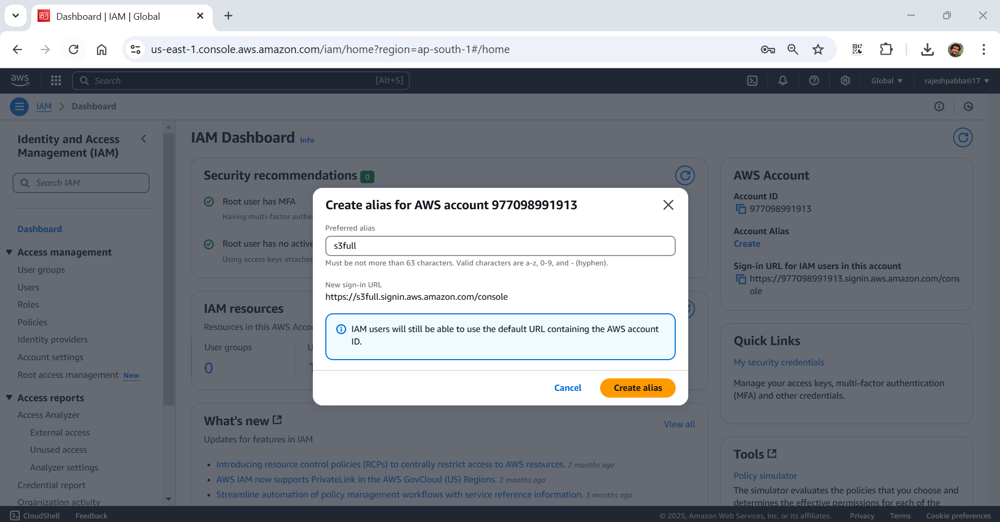 Dashboard | IAM | Global
us-east-1.console.aws.amazon.com/iam/home?region=ap-south-1#/home
aws
Search
[Alt+S]
Global ▼
rajeshpabbati17 ▼
IAM
Dashboard
Identity and Access
Management (IAM)
Search IAM
Dashboard
Access management
User groups
Users
Roles
Policies
Identity providers
Account settings
Root access management New
Access reports
Access Analyzer
External access
Unused access
Analyzer settings
Credential report
Organization activity
IAM Dashboard Info
Security recommendations 0
Root user has MFA
Having multi-factor
Root user has no active
Using access keys attached
IAM resources
Resources in this AWS
User groups
0
What's new
View all
Updates for features in IAM
• Introducing resource control policies (RCPs) to centrally restrict access to AWS resources. 2 months ago
• AWS IAM now supports PrivateLink in the AWS GovCloud (US) Regions. 2 months ago
• Streamline automation of policy management workflows with service reference information. 3 months ago
Create alias for AWS account 977098991913
Preferred alias
s3full
Must be not more than 63 characters. Valid characters are a-z, 0-9, and - (hyphen).
New sign-in URL
https://s3full.signin.aws.amazon.com/console
IAM users will still be able to use the default URL containing the AWS account
ID.
Cancel
Create alias
AWS Account
Account ID
977098991913
Account Alias
Create
Sign-in URL for IAM users in this account
https://977098991913.signin.aws.amazon.com/cons
ole
Quick Links
My security credentials
Manage your access keys, multi-factor authentication
(MFA) and other credentials.
Tools
Policy simulator
The simulator evaluates the policies that you choose and
determines the effective permissions for each of the
CloudShell
Feedback
© 2025, Amazon Web Services, Inc. or its affiliates.
Privacy
Terms
Cookie preferences